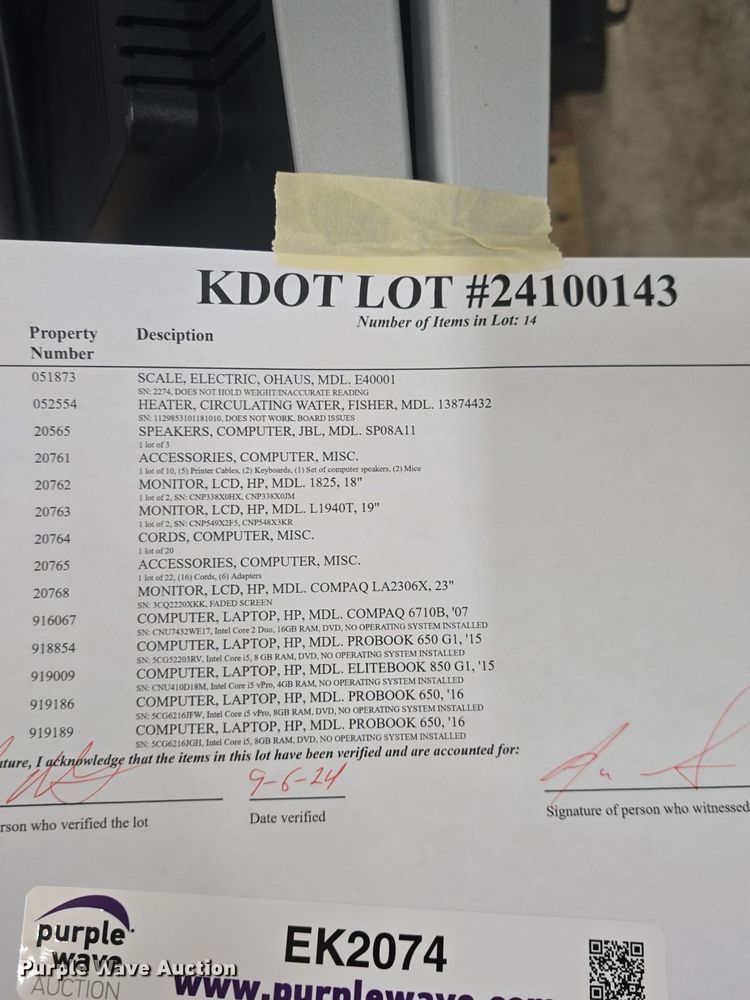 KDOT LOT #24100143
Number of Items in Lot: 14
Property Number
Desciption
051873 SCALE, ELECTRIC, OHAUS, MDL. E40001
SN: 2274, DOES NOT HOLD WEIGHT/INACCURATE READING
052554 HEATER, CIRCULATING WATER, FISHER, MDL. 13874432
SN: 1129853101181010, DOES NOT WORK, BOARD ISSUES
20565 SPEAKERS, COMPUTER, JBL, MDL. SP08A11
1 lot of 3
20761 ACCESSORIES, COMPUTER, MISC.
1 lot of 10, (5) Printer Cables, (2) Keyboards, (1) Set of computer speakers, (2) Mice
20762 MONITOR, LCD, HP, MDL. 1825, 18"
1 lot of 2, SN: CNP338X0HX, CNP338X0JM
20763 MONITOR, LCD, HP, MDL. L1940T, 19"
1 lot of 2, SN: CNP549X2F5, CNP548X3KR
20764 CORDS, COMPUTER, MISC.
1 lot of 20
20765 ACCESSORIES, COMPUTER, MISC.
1 lot of 22, (16) Cords, (6) Adapters
20768 MONITOR, LCD, HP, MDL. COMPAQ LA2306X, 23"
SN: 3CQ2220XKK, FADED SCREEN
916067 COMPUTER, LAPTOP, HP, MDL. COMPAQ 6710B, '07
SN: CNU7432WE17, Intel Core 2 Duo, 16GB RAM, DVD, NO OPERATING SYSTEM INSTALLED
918854 COMPUTER, LAPTOP, HP, MDL. PROBOOK 650 G1, '15
SN: 5CG52203RV, Intel Core i5, 8 GB RAM, DVD, NO OPERATING SYSTEM INSTALLED
919009 COMPUTER, LAPTOP, HP, MDL. ELITEBOOK 850 G1, '15
SN: CNU410D18M, Intel Core i5 vPro, 4GB RAM, NO OPERATING SYSTEM INSTALLED
919186 COMPUTER, LAPTOP, HP, MDL. PROBOOK 650, '16
SN: 5CG6216JFW, Intel Core i5 vPro, 8GB RAM, DVD, NO OPERATING SYSTEM INSTALLED
919189 COMPUTER, LAPTOP, HP, MDL. PROBOOK 650, '16
SN: 5CG6216JGH, Intel Core i5, 8GB RAM, DVD, NO OPERATING SYSTEM INSTALLED
ture, I acknowledge that the items in this lot have been verified and are accounted for:
9-6-24
rson who verified the lot
Date verified
Signature of person who witnessed
purple wave AUCTION
EK2074
www.purplewave.com
Purple Wave Auction